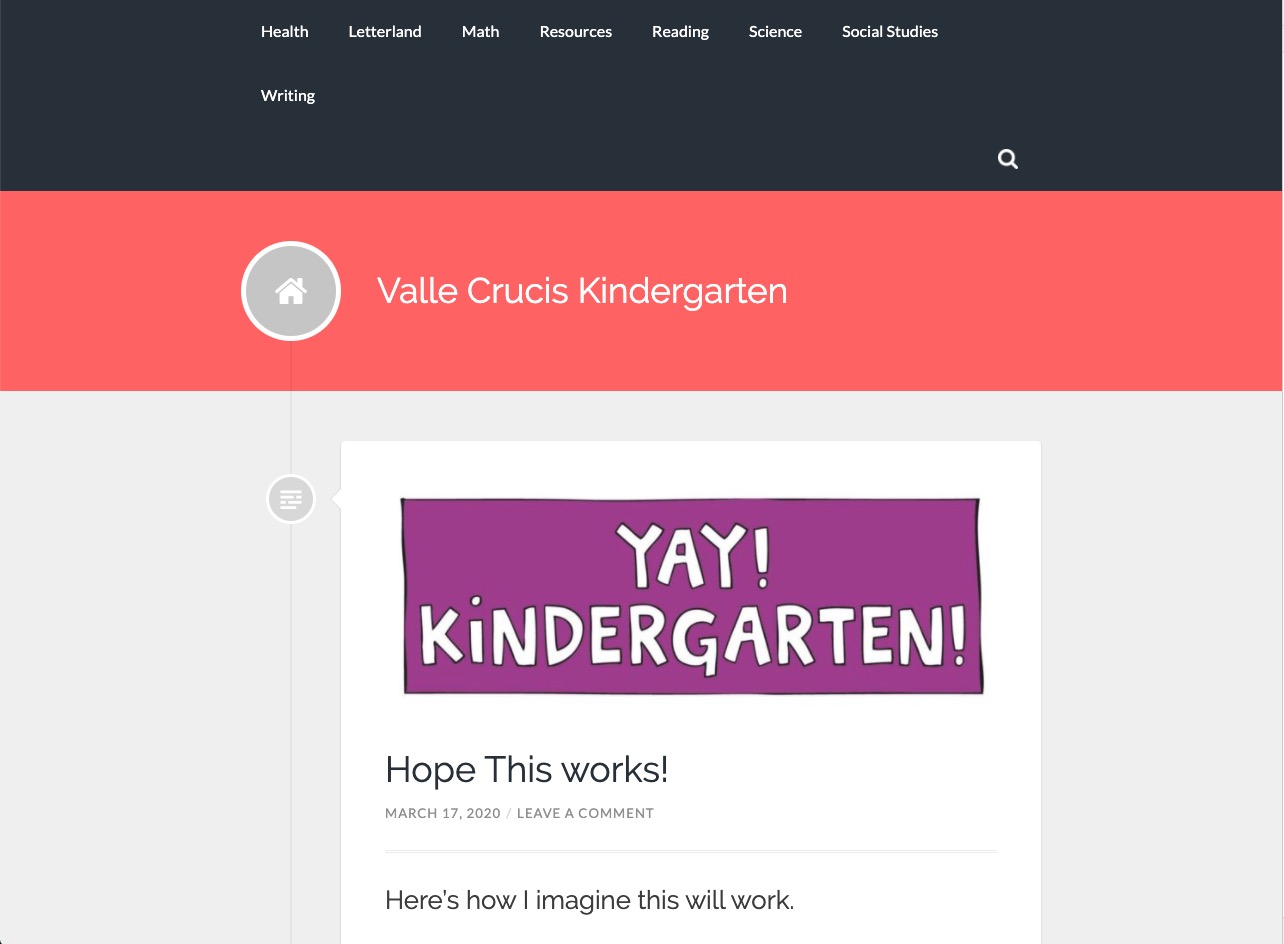 Health Letterland Math Resources Reading Science Social Studies
Writing
Valle Crucis Kindergarten
YAY!
KiNDERGARTEN!
Hope This works!
MARCH 17, 2020 / LEAVE A COMMENT
Here’s how I imagine this will work.